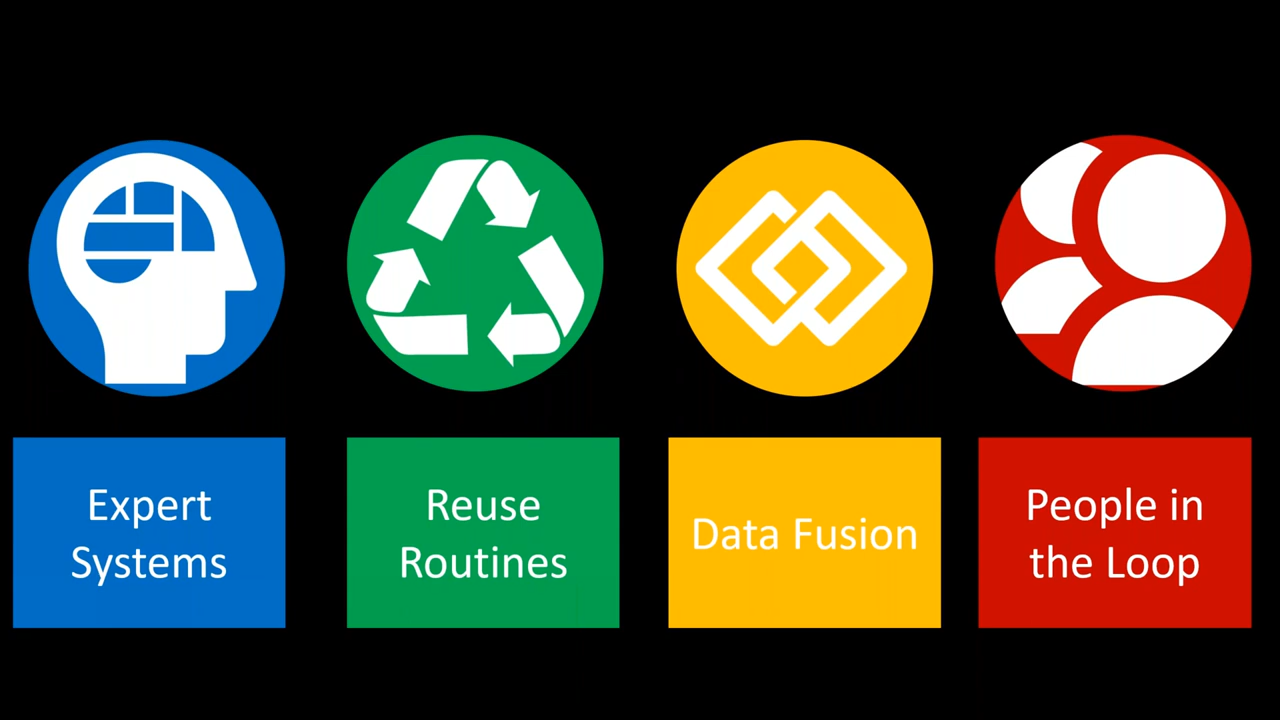 Expert
Systems
Reuse
Routines
Data Fusion
People in
the Loop